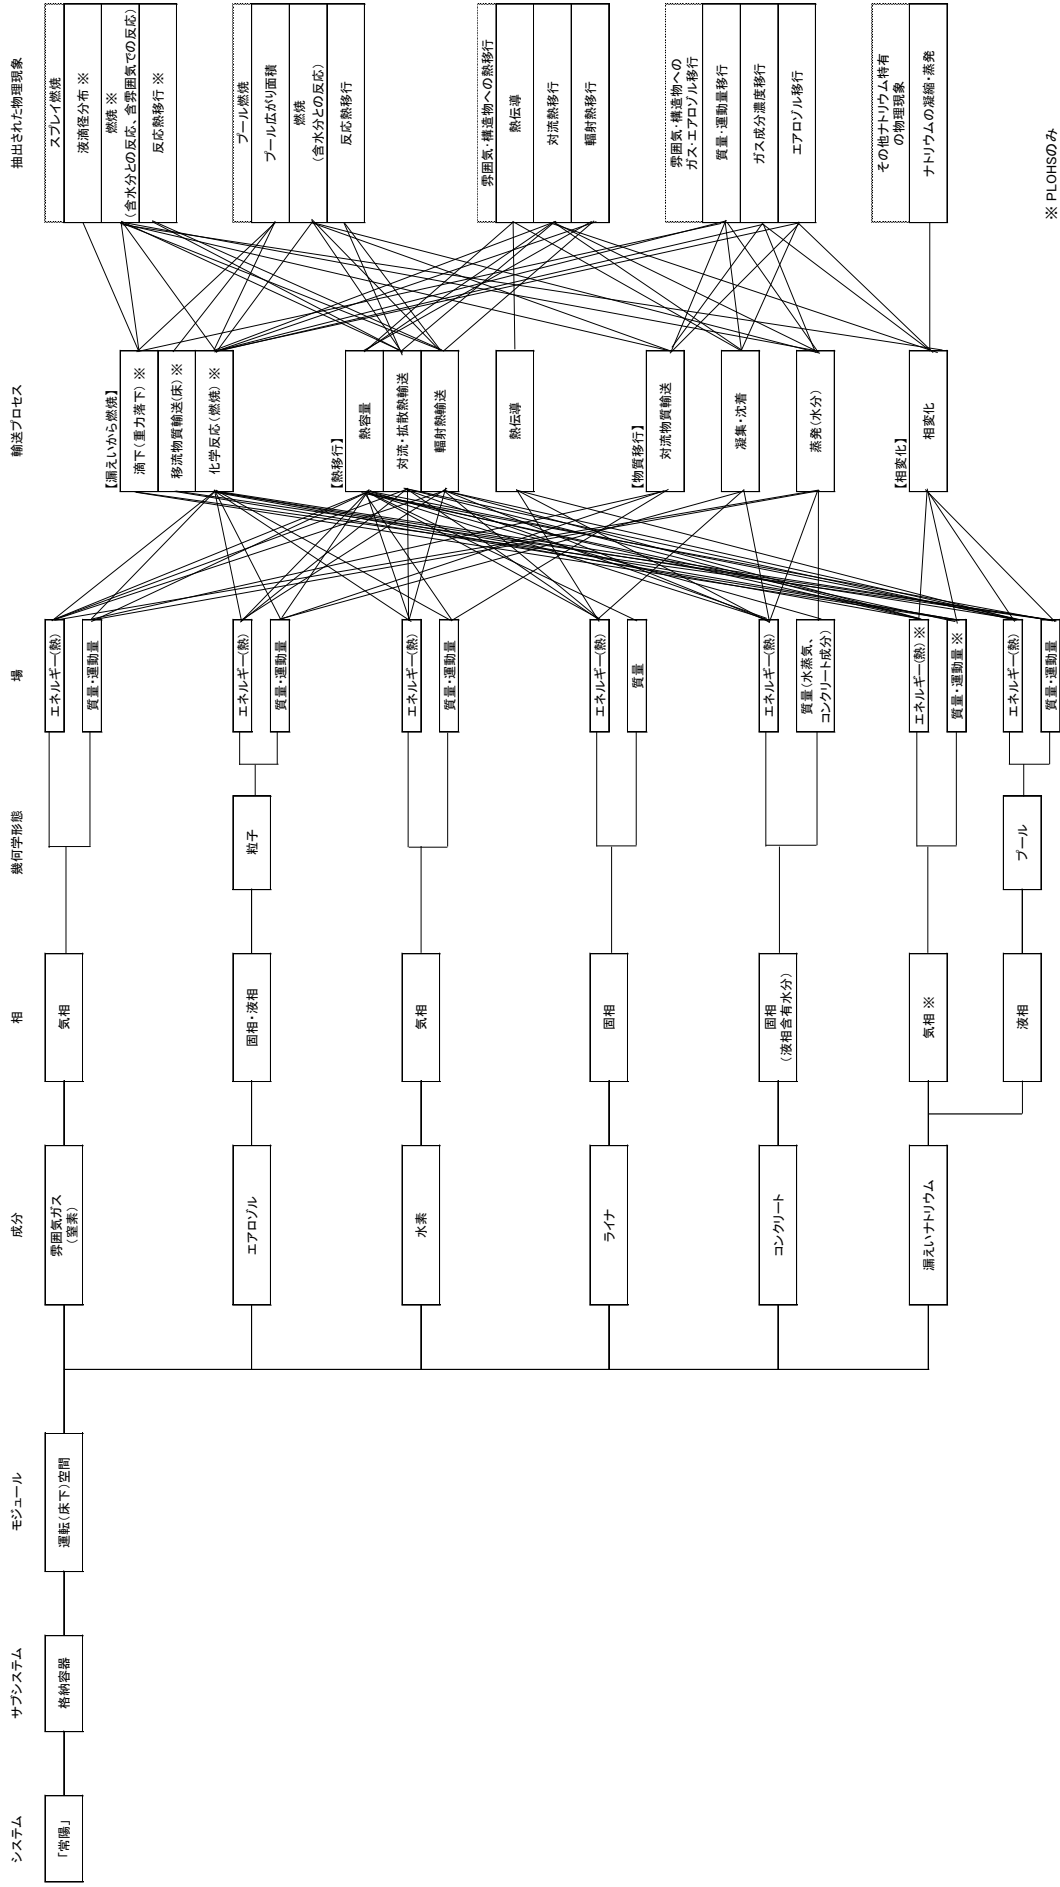 システム
サブシステム
モジュール
成分
相
幾何学形態
場
輸送プロセス
抽出された物理現象
「常陽」
格納容器
運転(床下)空間
雰囲気ガス
(窒素)
エアロゾル
水素
ライナ
コンクリート
漏えいナトリウム
気相
固相・液相
気相
固相
固相
(液相含有水分)
気相 ※
液相
粒子
プール
エネルギー(熱)
質量・運動量
エネルギー(熱)
質量・運動量
エネルギー(熱)
質量・運動量
エネルギー(熱)
質量
エネルギー(熱)
質量(水蒸気、
コンクリート成分)
エネルギー(熱) ※
質量・運動量 ※
エネルギー(熱)
質量・運動量
【漏えいから燃焼】
滴下(重力落下) ※
移流物質輸送(床) ※
化学反応(燃焼) ※
【熱移行】
熱容量
対流・拡散熱輸送
輻射熱輸送
熱伝導
【物質移行】
対流物質輸送
凝集・沈着
蒸発(水分)
【相変化】
相変化
スプレイ燃焼
液滴径分布 ※
燃焼 ※
(含水分との反応、含雰囲気での反応)
反応熱移行 ※
プール燃焼
プール広がり面積
燃焼
(含水分との反応)
反応熱移行
雰囲気・構造物への熱移行
熱伝導
対流熱移行
輻射熱移行
雰囲気・構造物への
ガス・エアロゾル移行
質量・運動量移行
ガス成分濃度移行
エアロゾル移行
その他ナトリウム特有
の物理現象
ナトリウムの凝縮・蒸発
※ PLOHSのみ